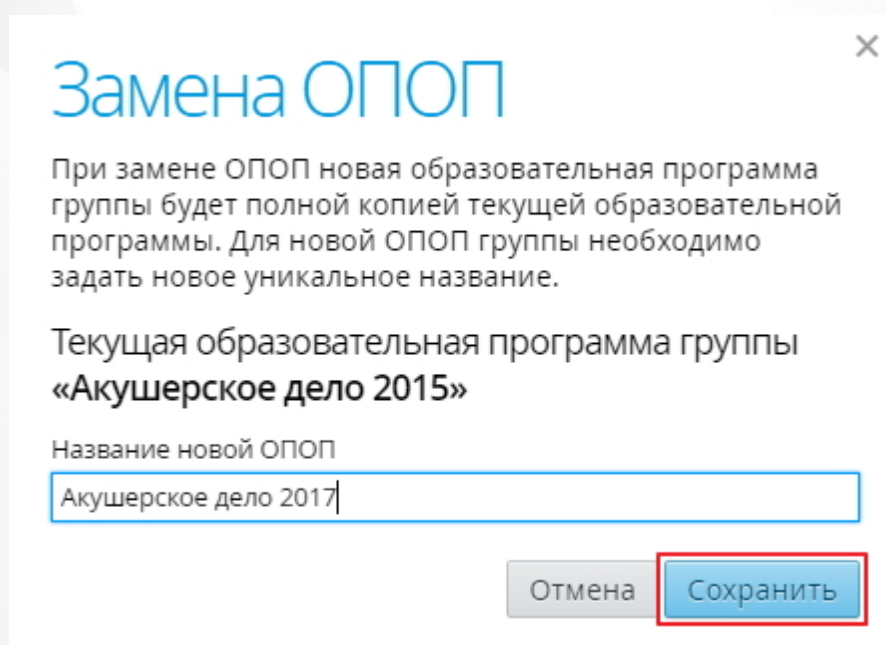 Замена ОПОП
При замене ОПОП новая образовательная программа
группы будет полной копией текущей образовательной
программы. Для новой ОПОП группы необходимо
задать новое уникальное название.
Текущая образовательная программа группы
«Акушерское дело 2015»
Название новой ОПОП
Акушерское дело 2017
Отмена Сохранить